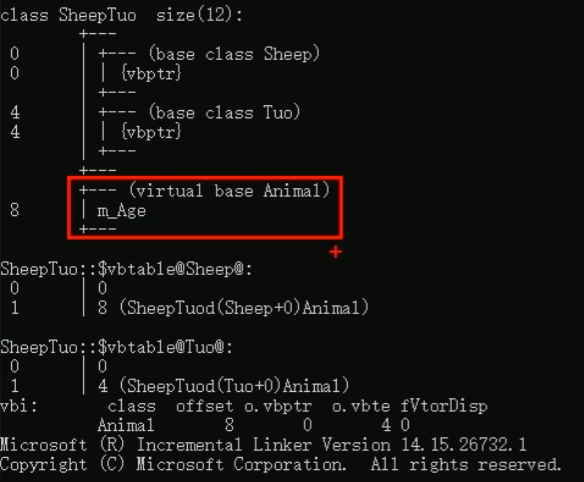 class SheepTuo  size(12):
        +---
 0      | +--- (base class Sheep)
 0      | | {vbptr}
        | +---
 4      | +--- (base class Tuo)
 4      | | {vbptr}
        | +---
        +---
        +--- (virtual base Animal)
 8      | m_Age
        +---
SheepTuo::$vbtable@Sheep@:
 0      | 0
 1      | 8 (SheepTuod(Sheep+0)Animal)
SheepTuo::$vbtable@Tuo@:
 0      | 0
 1      | 4 (SheepTuod(Tuo+0)Animal)
vbi:       class  offset o.vbptr  o.vbte fVtorDisp
          Animal       8       0       4 0
Microsoft (R) Incremental Linker Version 14.15.26732.1
Copyright (C) Microsoft Corporation.  All rights reserved.